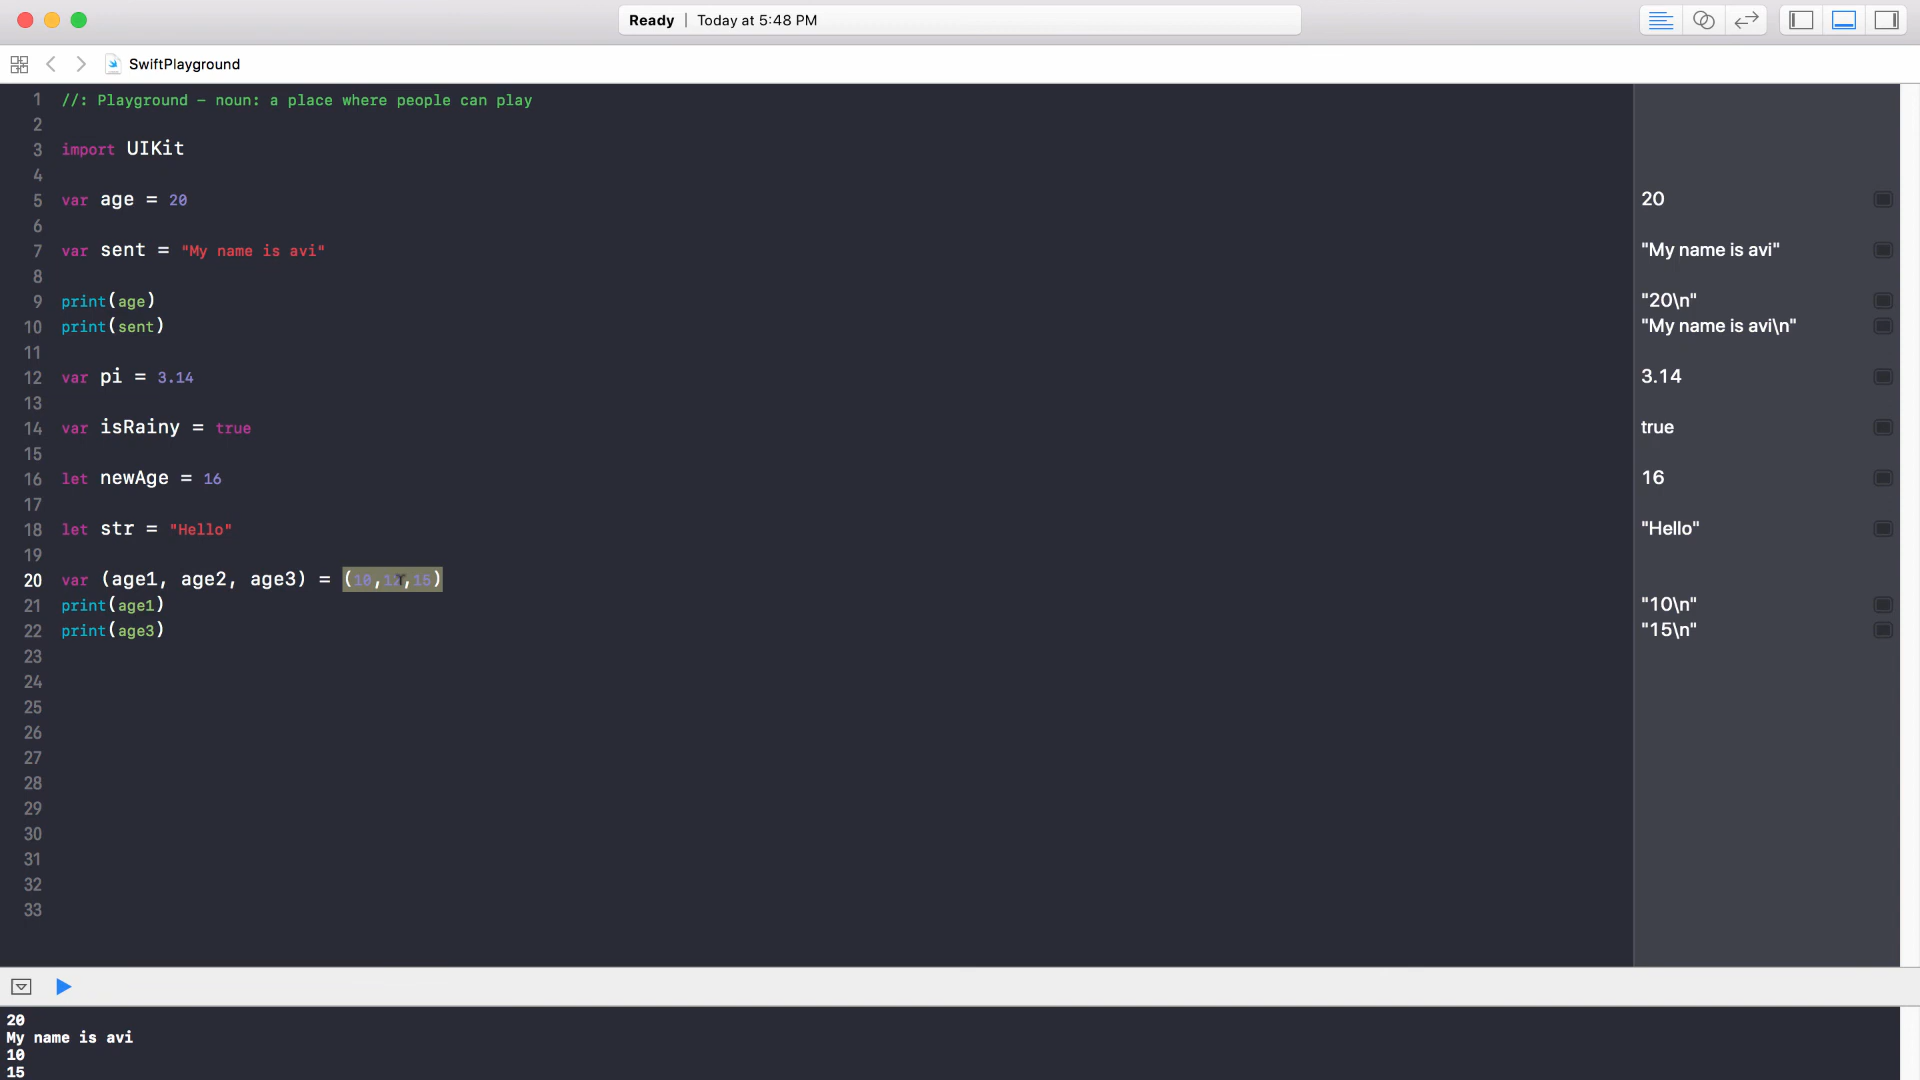 Ready | Today at 5:48 PM
SwiftPlayground
1 //: Playground - noun: a place where people can play
2
3 import UIKit
4
5 var age = 20 20
6
7 var sent = "My name is avi" "My name is avi"
8
9 print(age) "20\n"
10 print(sent) "My name is avi\n"
11
12 var pi = 3.14 3.14
13
14 var isRainy = true true
15
16 let newAge = 16 16
17
18 let str = "Hello" "Hello"
19
20 var (age1, age2, age3) = (10,12,15)
21 print(age1) "10\n"
22 print(age3) "15\n"
23
24
25
26
27
28
29
30
31
32
33
20
My name is avi
10
15